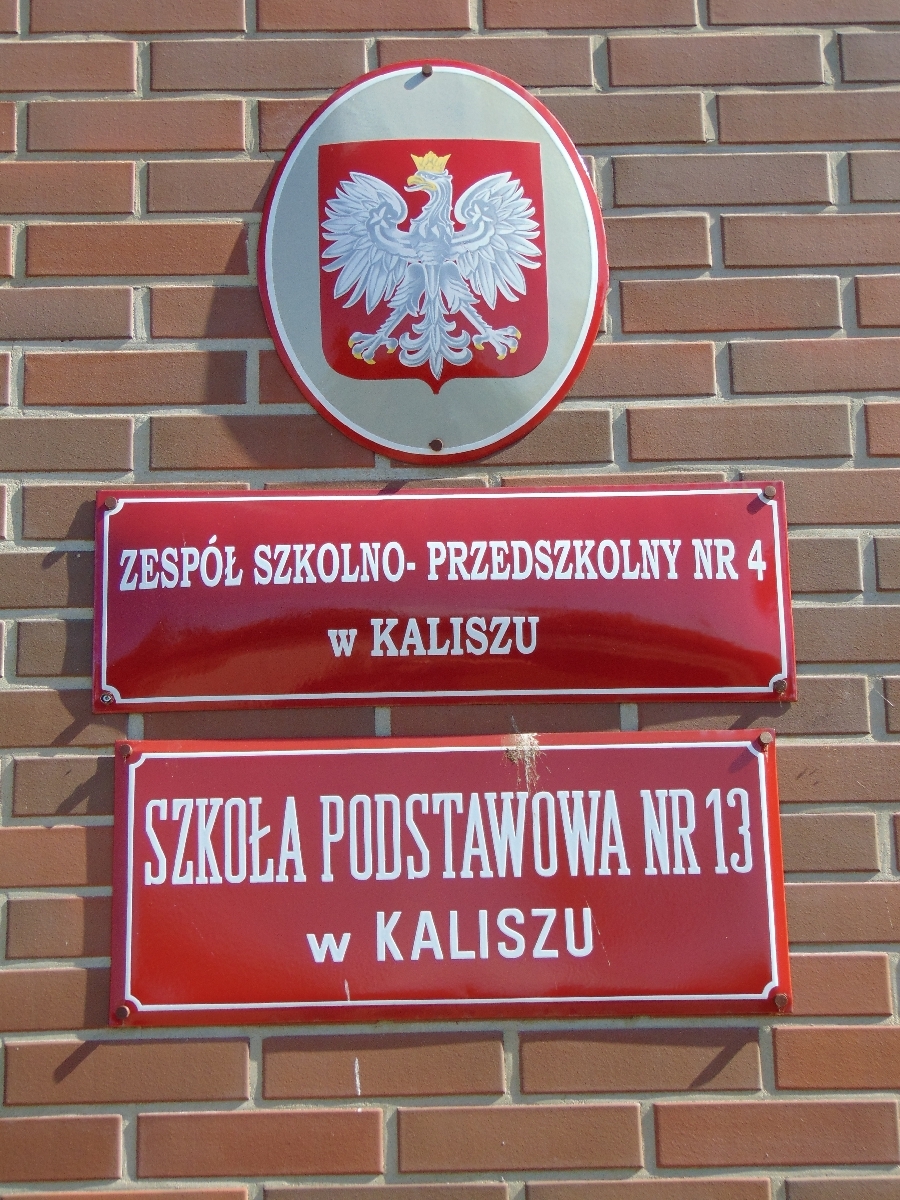 ZESPÓŁ SZKOLNO- PRZEDSZKOLNY NR 4
w KALISZU
SZKOŁA PODSTAWOWA NR 13
w KALISZU